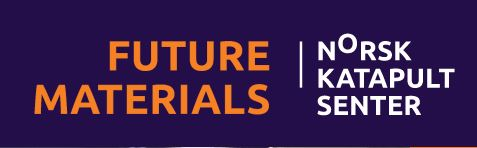 FUTURE
MATERIALS
NORSK
KATAPULT
SENTER